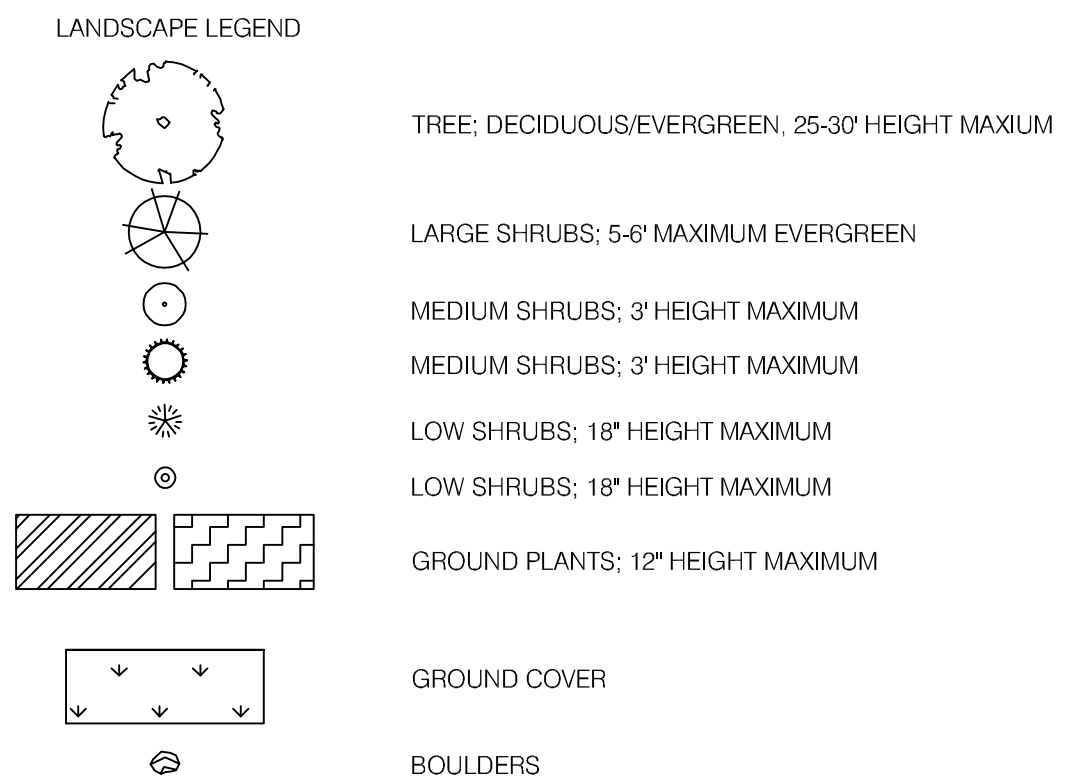 LANDSCAPE LEGEND
TREE; DECIDUOUS/EVERGREEN, 25-30' HEIGHT MAXIUM
LARGE SHRUBS; 5-6' MAXIMUM EVERGREEN
MEDIUM SHRUBS; 3' HEIGHT MAXIMUM
MEDIUM SHRUBS; 3' HEIGHT MAXIMUM
LOW SHRUBS; 18" HEIGHT MAXIMUM
LOW SHRUBS; 18" HEIGHT MAXIMUM
GROUND PLANTS; 12" HEIGHT MAXIMUM
GROUND COVER
BOULDERS